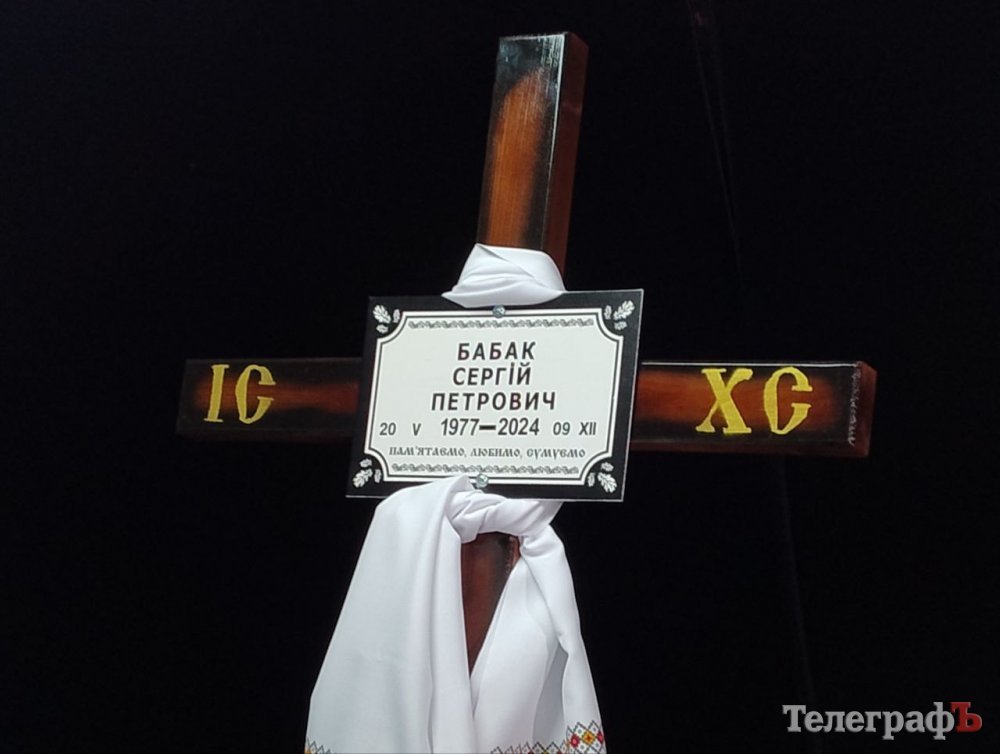 БАБАК
СЕРГІЙ
ПЕТРОВИЧ
20 V 1977—2024 09 XII
ПАМ'ЯТАЄМО, ЛЮБИМО, СУМУЄМО
ІС ХС
ТелеграфЪ